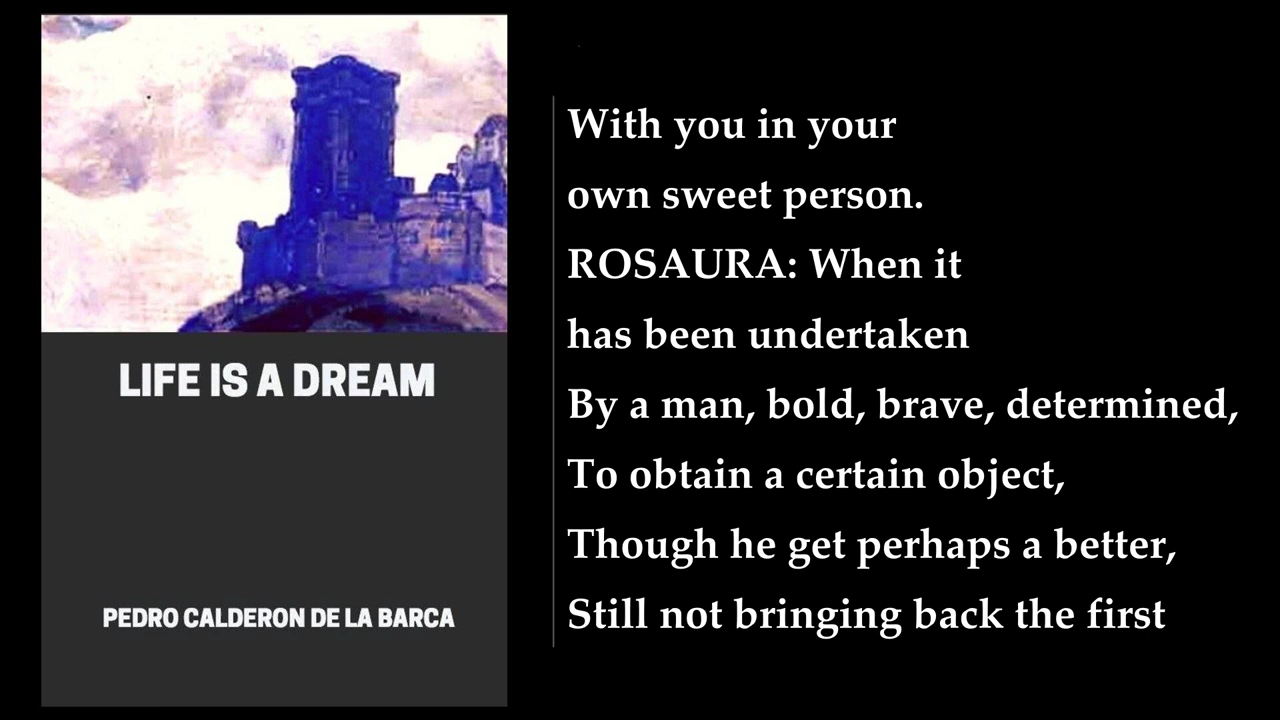 LIFE IS A DREAM
PEDRO CALDERON DE LA BARCA
With you in your
own sweet person.
ROSAURA: When it
has been undertaken
By a man, bold, brave, determined,
To obtain a certain object,
Though he get perhaps a better,
Still not bringing back the first